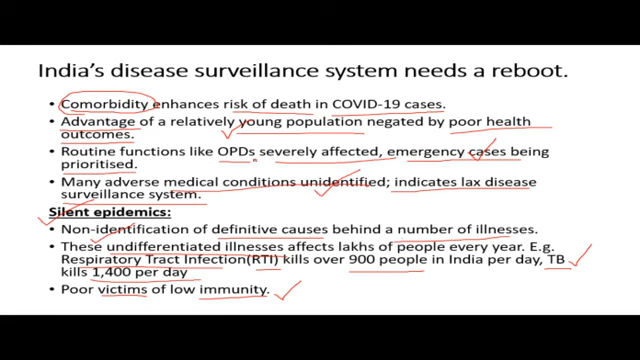 India's disease surveillance system needs a reboot.
• Comorbidity enhances risk of death in COVID-19 cases.
• Advantage of a relatively young population negated by poor health
outcomes.
• Routine functions like OPDs severely affected, emergency cases being
prioritised.
• Many adverse medical conditions unidentified; indicates lax disease
surveillance system.
Silent epidemics:
• Non-identification of definitive causes behind a number of illnesses.
• These undifferentiated illnesses affects lakhs of people every year. E.g.
Respiratory Tract Infection(RTI) kills over 900 people in India per day, TB
kills 1,400 per day
• Poor victims of low immunity.